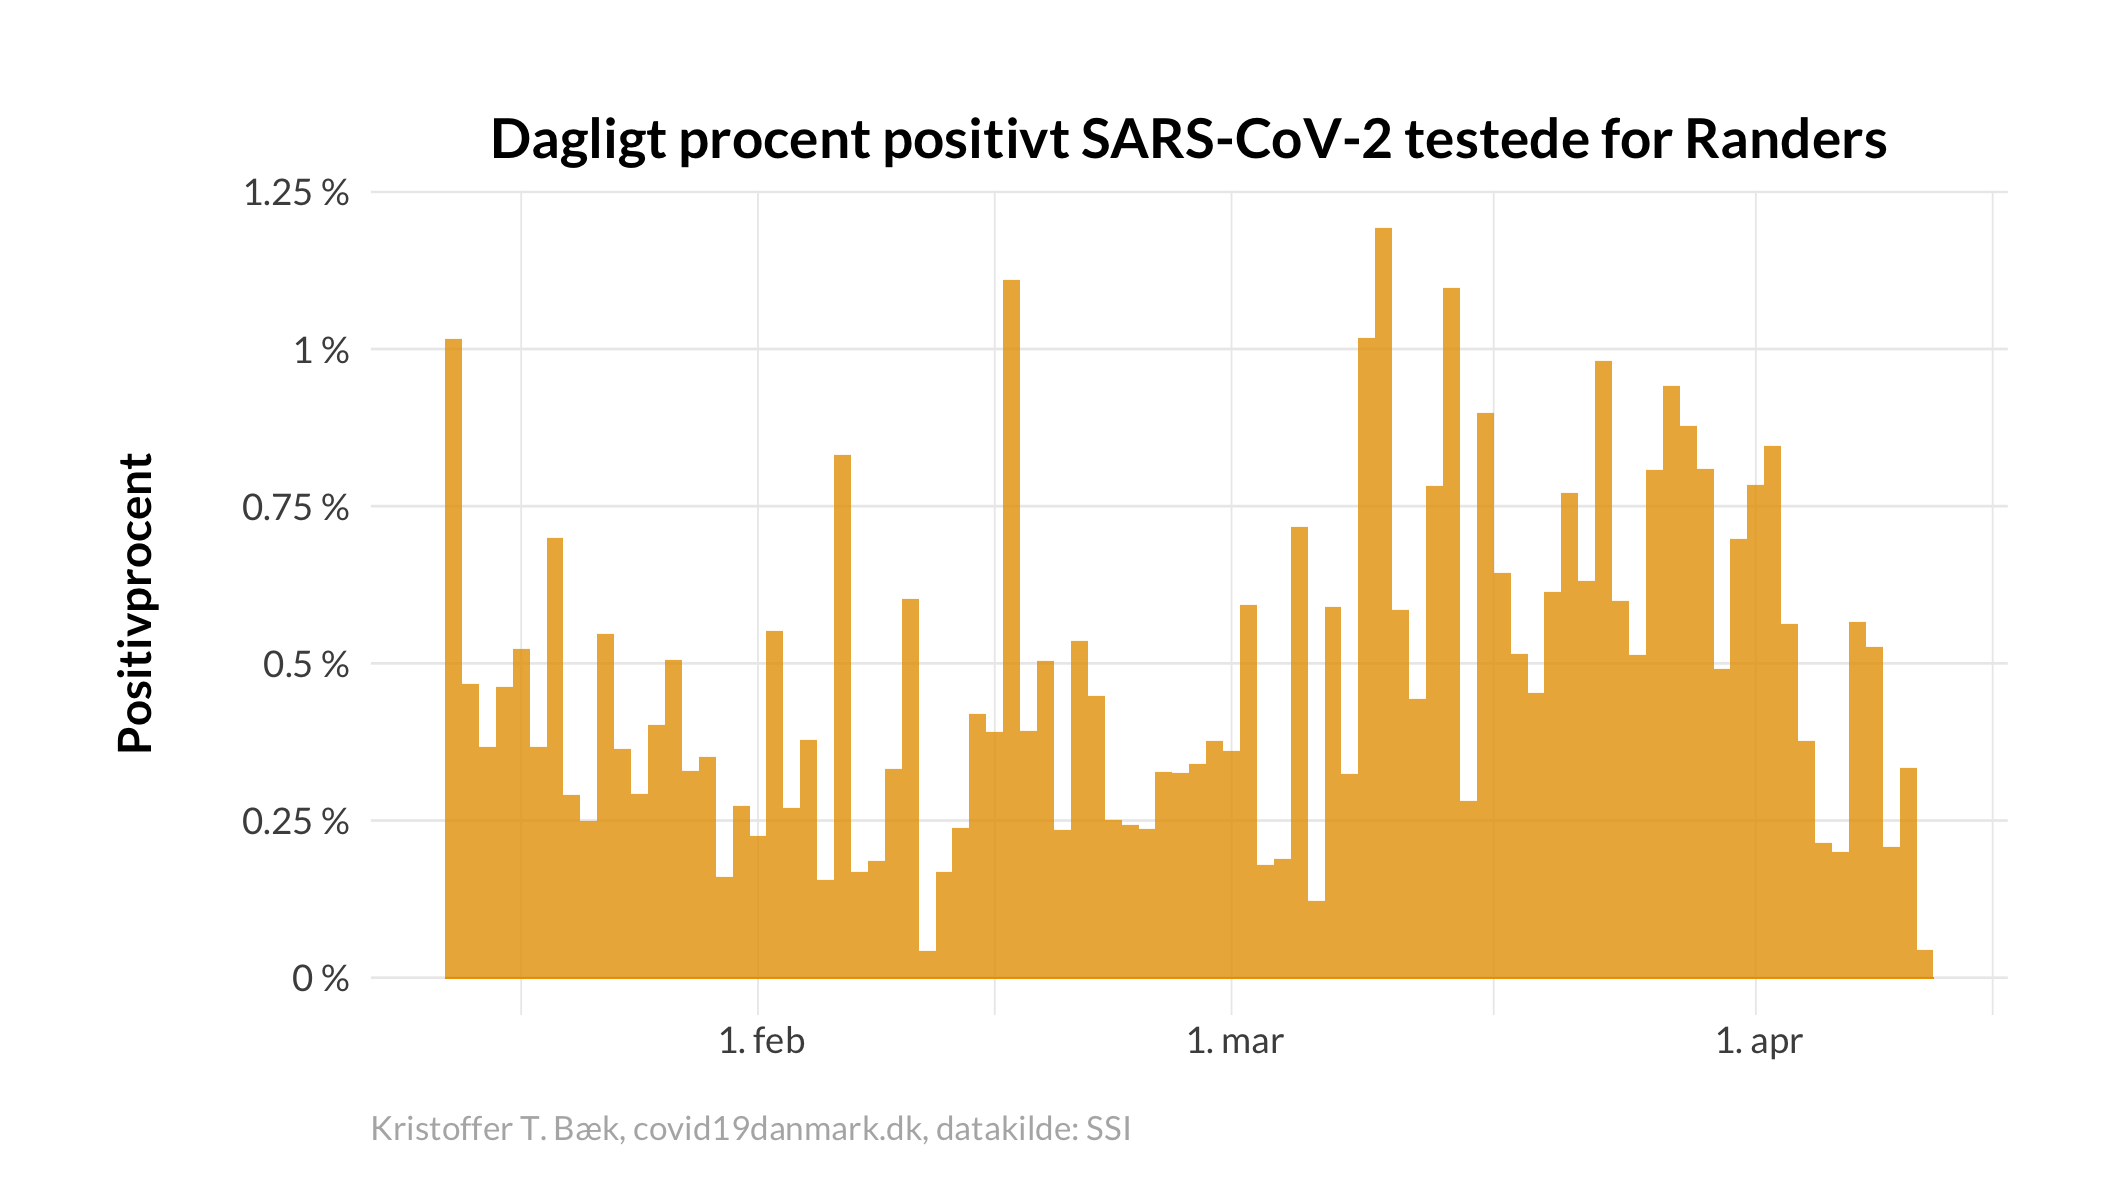 Dagligt procent positivt SARS-CoV-2 testede for Randers
Positivprocent
1.25 %
1 %
0.75 %
0.5 %
0.25 %
0 %
1. feb
1. mar
1. apr
Kristoffer T. Bæk, covid19danmark.dk, datakilde: SSI